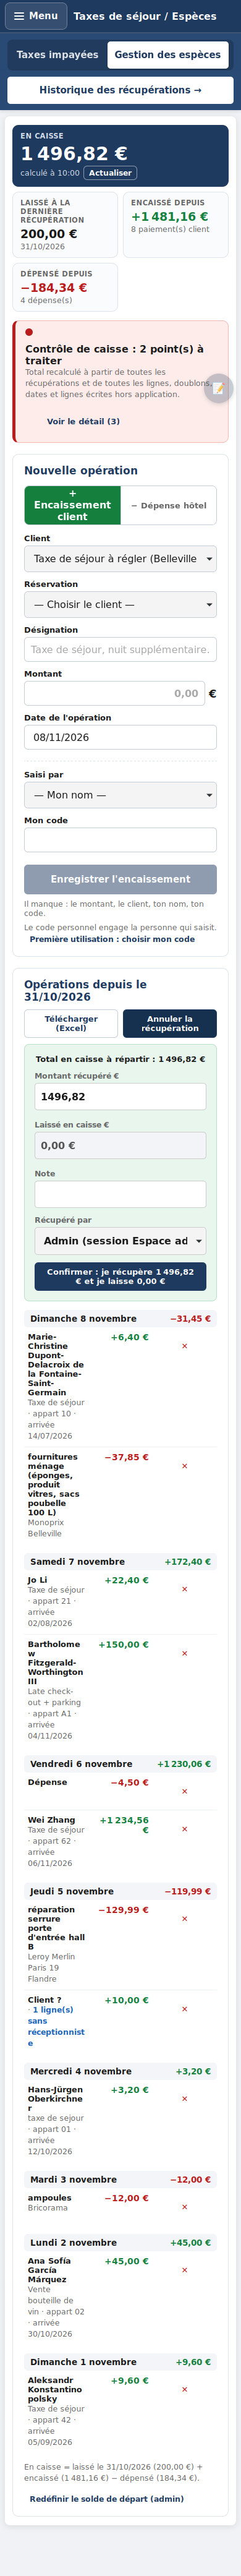 Menu
Taxes de séjour / Espèces
Taxes impayées
Gestion des espèces
Historique des récupérations →
EN CAISSE
1 496,82 €
calculé à 10:00
Actualiser
LAISSÉ À LA
DERNIÈRE
RÉCUPÉRATION
200,00 €
31/10/2026
ENCAISSÉ DEPUIS
+1 481,16 €
8 paiement(s) client
DÉPENSÉ DEPUIS
−184,34 €
4 dépense(s)
Contrôle de caisse : 2 point(s) à
traiter
Total recalculé à partir de toutes les
récupérations et de toutes les lignes, doublons,
dates et lignes écrites hors application.
Voir le détail (3)
Nouvelle opération
+
Encaissement
client
− Dépense hôtel
Client
Taxe de séjour à régler (Belleville
Réservation
— Choisir le client —
Désignation
Taxe de séjour, nuit supplémentaire.
Montant
0,00 €
Date de l'opération
08/11/2026
Saisi par
— Mon nom —
Mon code
Enregistrer l'encaissement
Il manque : le montant, le client, ton nom, ton
code.
Le code personnel engage la personne qui saisit.
Première utilisation : choisir mon code
Opérations depuis le
31/10/2026
Télécharger
(Excel)
Annuler la
récupération
Total en caisse à répartir : 1 496,82 €
Montant récupéré €
1496,82
Laissé en caisse €
0,00 €
Note
Récupéré par
Admin (session Espace ad
Confirmer : je récupère 1 496,82
€ et je laisse 0,00 €
Dimanche 8 novembre −31,45 €
Marie-
Christine
Dupont-
Delacroix de
la Fontaine-
Saint-
Germain
Taxe de séjour
· appart 10 ·
arrivée
14/07/2026
+6,40 €
×
fournitures
ménage
(éponges,
produit
vitres, sacs
poubelle
100 L)
Monoprix
Belleville
−37,85 €
×
Samedi 7 novembre +172,40 €
Jo Li
Taxe de séjour
· appart 21 ·
arrivée
02/08/2026
+22,40 €
×
Bartholome
w
Fitzgerald-
Worthington
III
Late check-
out + parking
· appart A1 ·
arrivée
04/11/2026
+150,00 €
×
Vendredi 6 novembre +1 230,06 €
Dépense
−4,50 €
×
Wei Zhang
Taxe de séjour
· appart 62 ·
arrivée
06/11/2026
+1 234,56
€
×
Jeudi 5 novembre −119,99 €
réparation
serrure
porte
d'entrée hall
B
Leroy Merlin
Paris 19
Flandre
−129,99 €
×
Client ?
· 1 ligne(s)
sans
réceptionnist
e
+10,00 €
×
Mercredi 4 novembre +3,20 €
Hans-Jürgen
Oberkirchne
r
taxe de sejour
· appart 01 ·
arrivée
12/10/2026
+3,20 €
×
Mardi 3 novembre −12,00 €
ampoules
Bricorama
−12,00 €
×
Lundi 2 novembre +45,00 €
Ana Sofía
García
Márquez
Vente
bouteille de
vin · appart 02
· arrivée
30/10/2026
+45,00 €
×
Dimanche 1 novembre +9,60 €
Aleksandr
Konstantino
polsky
Taxe de séjour
· appart 42 ·
arrivée
05/09/2026
+9,60 €
×
En caisse = laissé le 31/10/2026 (200,00 €) +
encaissé (1 481,16 €) − dépensé (184,34 €).
Redéfinir le solde de départ (admin)